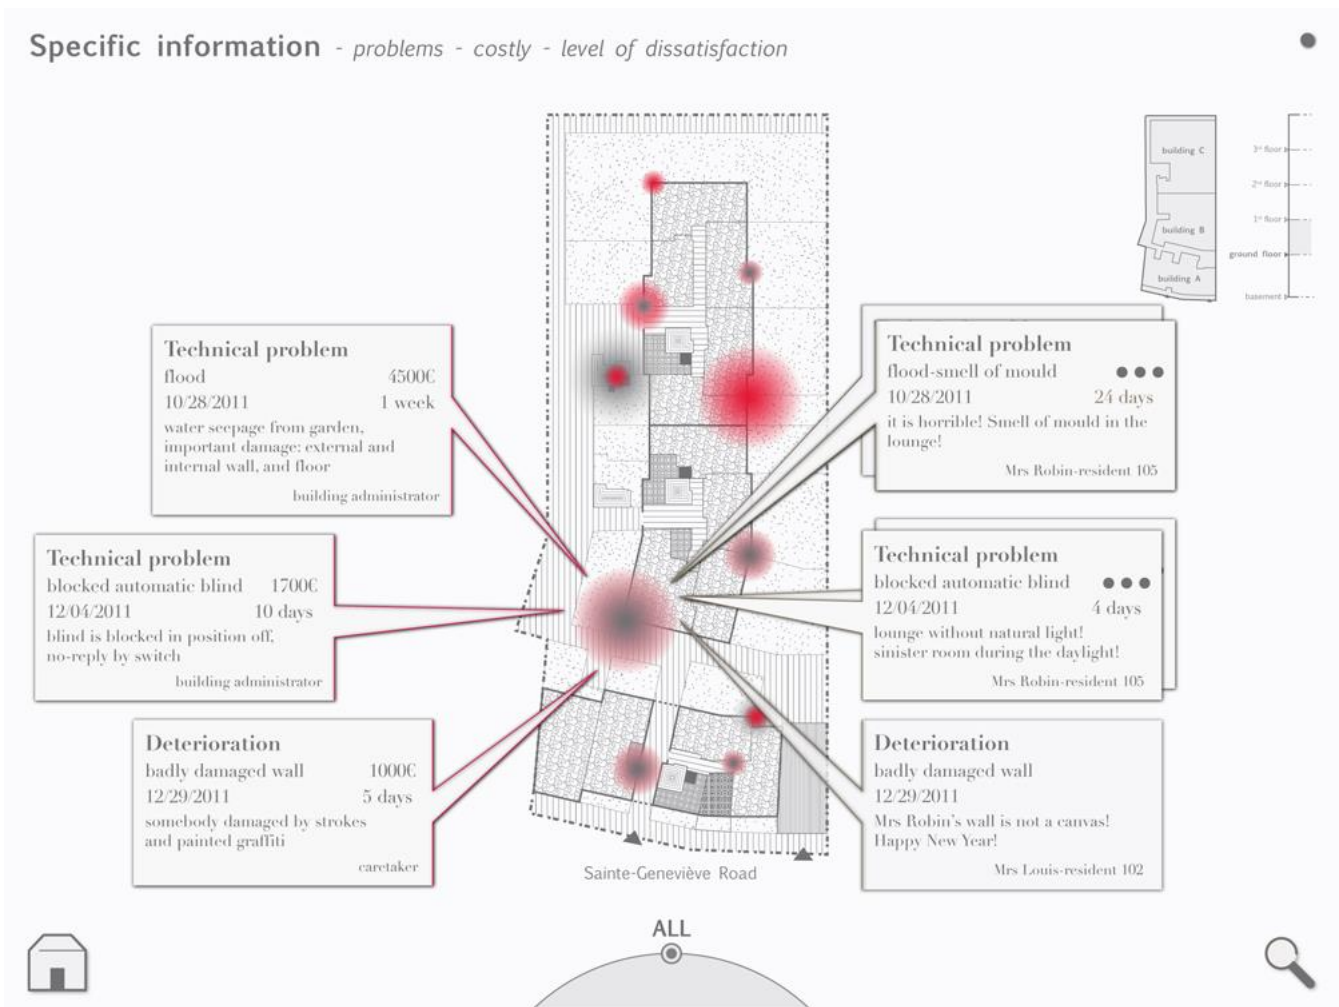 Specific information - problems - costly - level of dissatisfaction
building C
building B
building A
3rd floor
2nd floor
1st floor
ground floor
basement
Technical problem
flood 4500€
10/28/2011 1 week
water seepage from garden,
important damage: external and
internal wall, and floor
building administrator
Technical problem
blocked automatic blind 1700€
12/04/2011 10 days
blind is blocked in position off,
no-reply by switch
building administrator
Deterioration
badly damaged wall 1000€
12/29/2011 5 days
somebody damaged by strokes
and painted graffiti
caretaker
Technical problem
flood-smell of mould
10/28/2011 24 days
it is horrible! Smell of mould in the
lounge!
Mrs Robin-resident 105
Technical problem
blocked automatic blind
12/04/2011 4 days
lounge without natural light!
sinister room during the daylight!
Mrs Robin-resident 105
Deterioration
badly damaged wall
12/29/2011
Mrs Robin's wall is not a canvas!
Happy New Year!
Mrs Louis-resident 102
Sainte-Geneviève Road
ALL